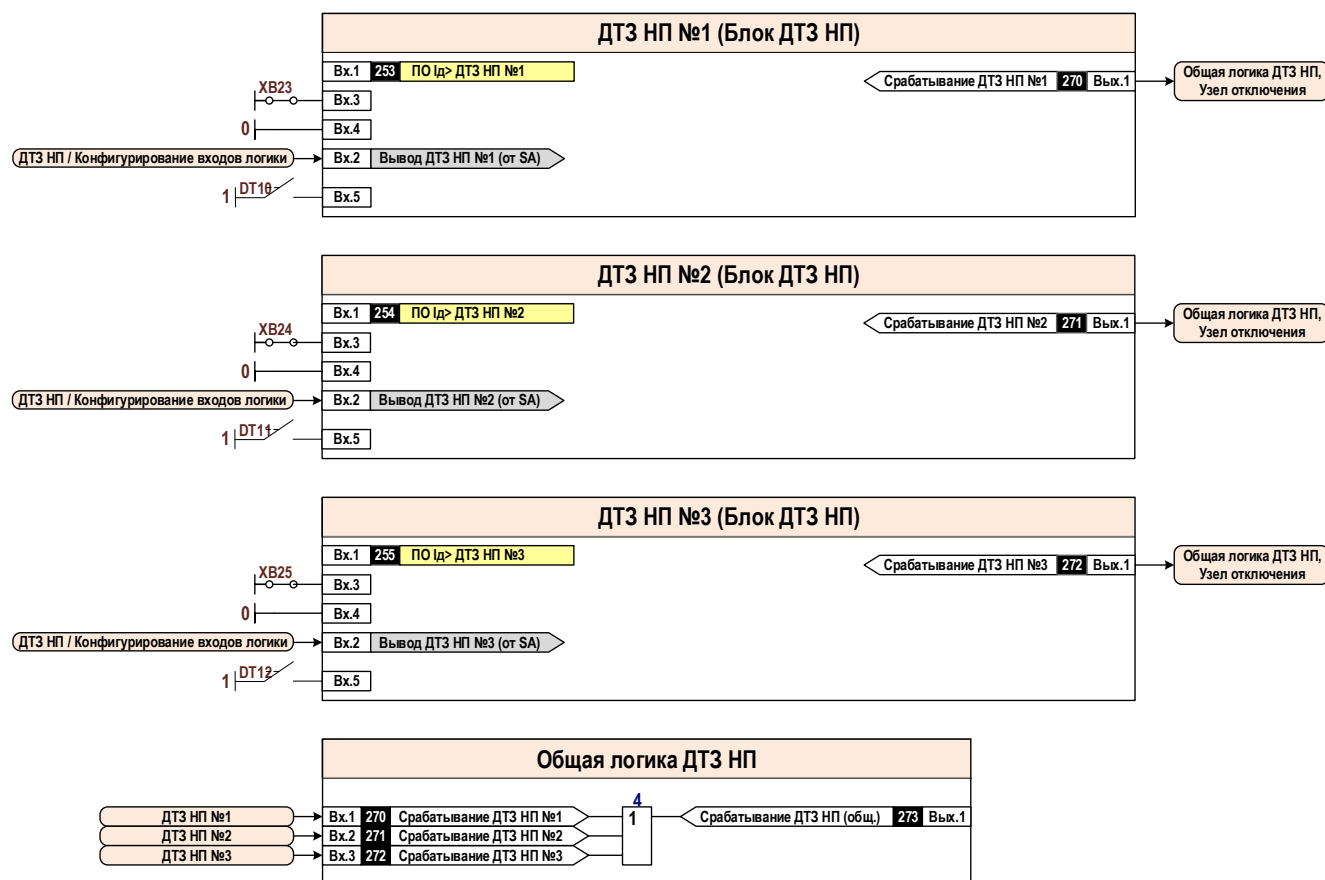 ДТЗ НП №1 (Блок ДТЗ НП)
Вх.1 253 ПО Iд> ДТЗ НП №1
Срабатывание ДТЗ НП №1 270 Вых.1
Общая логика ДТЗ НП,
Узел отключения
XB23
Вх.3
0 Вх.4
ДТЗ НП / Конфигурирование входов логики Вх.2 Вывод ДТЗ НП №1 (от SA)
1 DT10 Вх.5
ДТЗ НП №2 (Блок ДТЗ НП)
Вх.1 254 ПО Iд> ДТЗ НП №2
Срабатывание ДТЗ НП №2 271 Вых.1
Общая логика ДТЗ НП,
Узел отключения
XB24
Вх.3
0 Вх.4
ДТЗ НП / Конфигурирование входов логики Вх.2 Вывод ДТЗ НП №2 (от SA)
1 DT11 Вх.5
ДТЗ НП №3 (Блок ДТЗ НП)
Вх.1 255 ПО Iд> ДТЗ НП №3
Срабатывание ДТЗ НП №3 272 Вых.1
Общая логика ДТЗ НП,
Узел отключения
XB25
Вх.3
0 Вх.4
ДТЗ НП / Конфигурирование входов логики Вх.2 Вывод ДТЗ НП №3 (от SA)
1 DT12 Вх.5
Общая логика ДТЗ НП
4
ДТЗ НП №1 Вх.1 270 Срабатывание ДТЗ НП №1 1 Срабатывание ДТЗ НП (общ.) 273 Вых.1
ДТЗ НП №2 Вх.2 271 Срабатывание ДТЗ НП №2
ДТЗ НП №3 Вх.3 272 Срабатывание ДТЗ НП №3